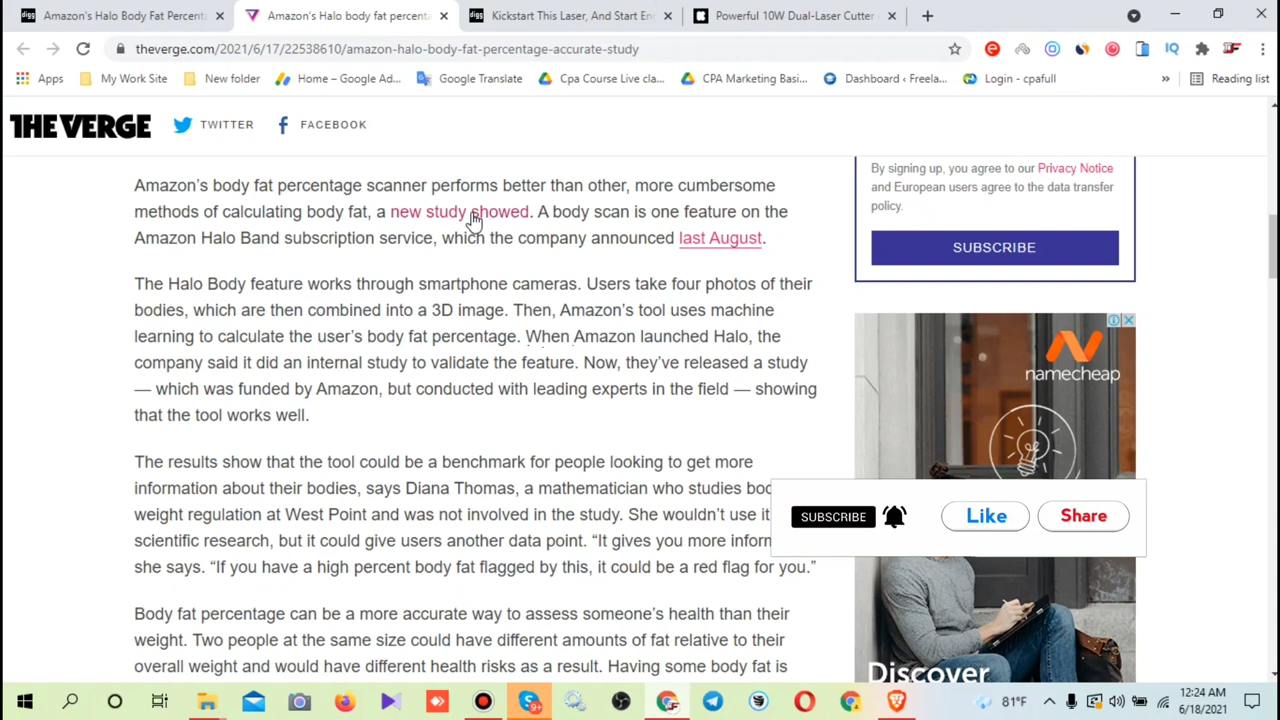 Amazon's Halo Body Fat Percenta
Amazon's Halo body fat percenta
Kickstart This Laser, And Start En
Powerful 10W Dual-Laser Cutter
theverge.com/2021/6/17/22538610/amazon-halo-body-fat-percentage-accurate-study
Apps
My Work Site
New folder
Home – Google Ad...
Google Translate
Cpa Course Live cla...
CPA Marketing Basi...
Dashboard ‹ Freela...
Login - cpafull
»
Reading list
THE VERGE
TWITTER
FACEBOOK
Amazon's body fat percentage scanner performs better than other, more cumbersome
methods of calculating body fat, a new study showed. A body scan is one feature on the
Amazon Halo Band subscription service, which the company announced last August.
The Halo Body feature works through smartphone cameras. Users take four photos of their
bodies, which are then combined into a 3D image. Then, Amazon's tool uses machine
learning to calculate the user's body fat percentage. When Amazon launched Halo, the
company said it did an internal study to validate the feature. Now, they've released a study
— which was funded by Amazon, but conducted with leading experts in the field — showing
that the tool works well.
The results show that the tool could be a benchmark for people looking to get more
information about their bodies, says Diana Thomas, a mathematician who studies bo
weight regulation at West Point and was not involved in the study. She wouldn't use it
scientific research, but it could give users another data point. “It gives you more inforn
she says. “If you have a high percent body fat flagged by this, it could be a red flag for you.”
Body fat percentage can be a more accurate way to assess someone's health than their
weight. Two people at the same size could have different amounts of fat relative to their
overall weight and would have different health risks as a result. Having some body fat is
By signing up, you agree to our Privacy Notice
and European users agree to the data transfer
policy.
SUBSCRIBE
namecheap
SUBSCRIBE
Like
Share
Discover
81°F
12:24 AM
6/18/2021